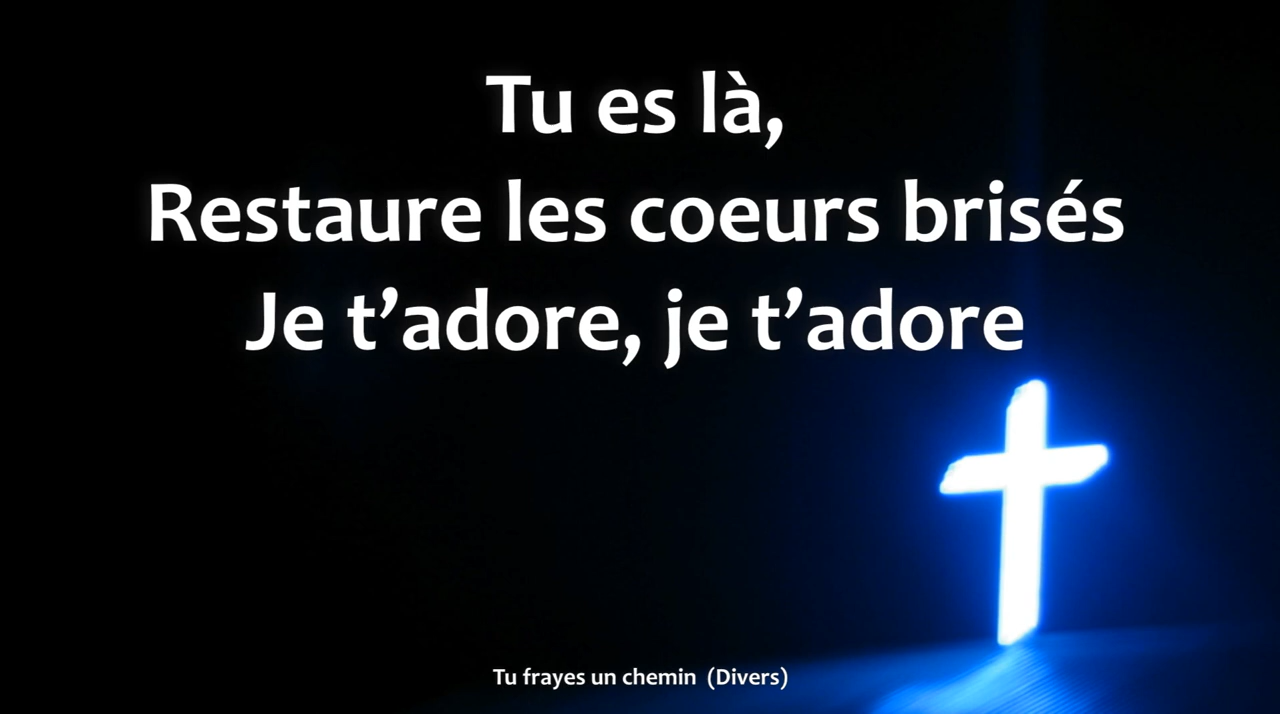 Tu es là,
Restaure les coeurs brisés
Je t’adore, je t’adore
Tu frayes un chemin (Divers)